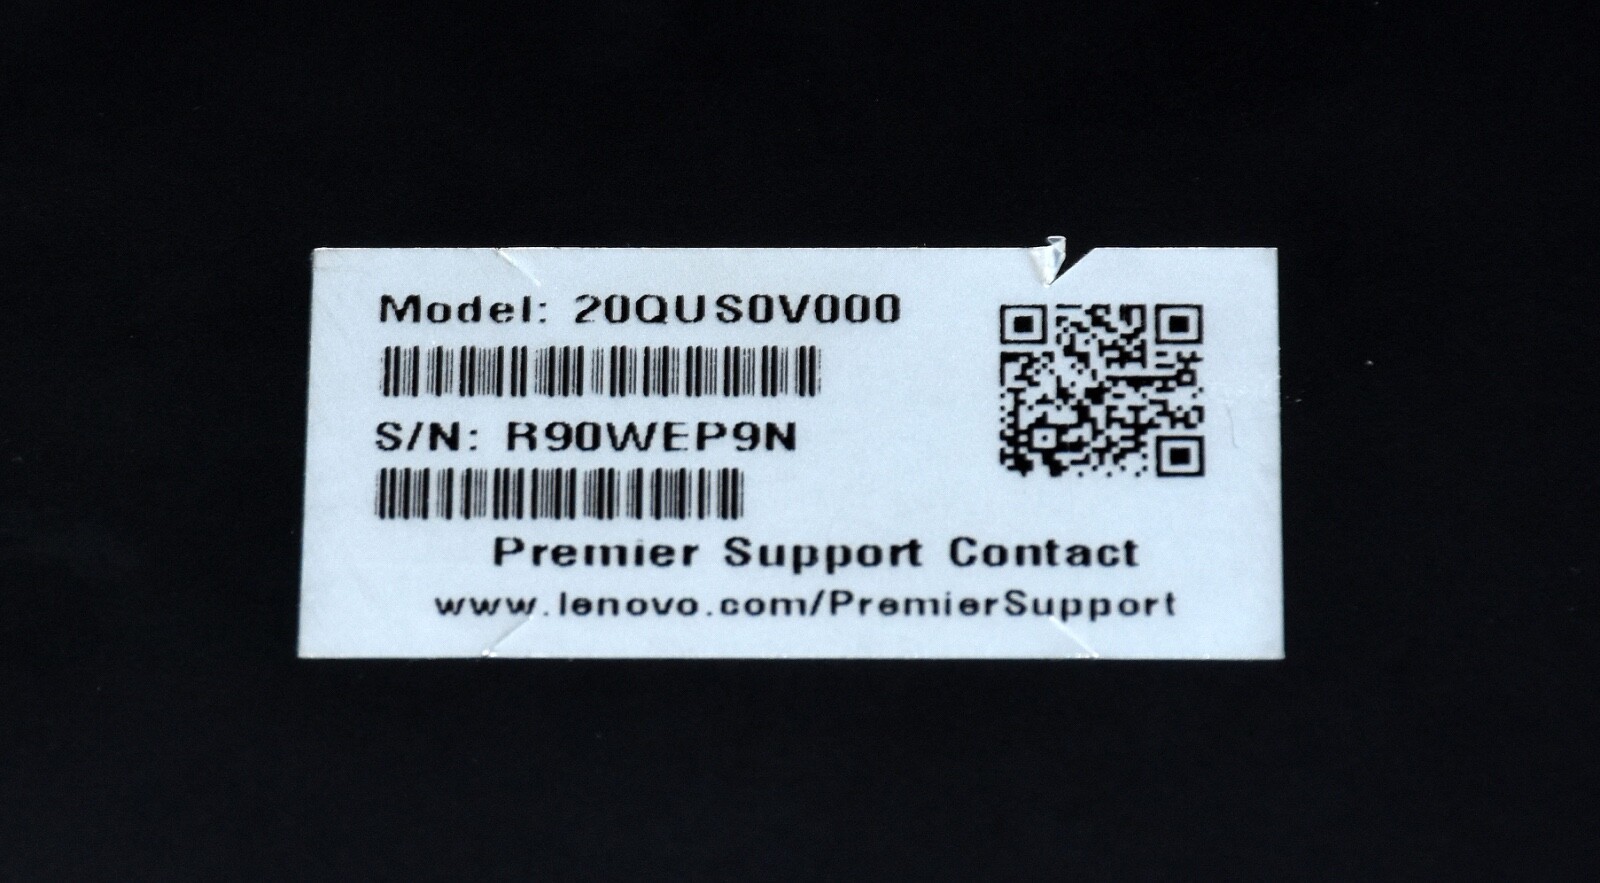 Model: 20QUS0V000
S/N: R90WEP9N
Premier Support Contact
www.lenovo.com/PremierSupport